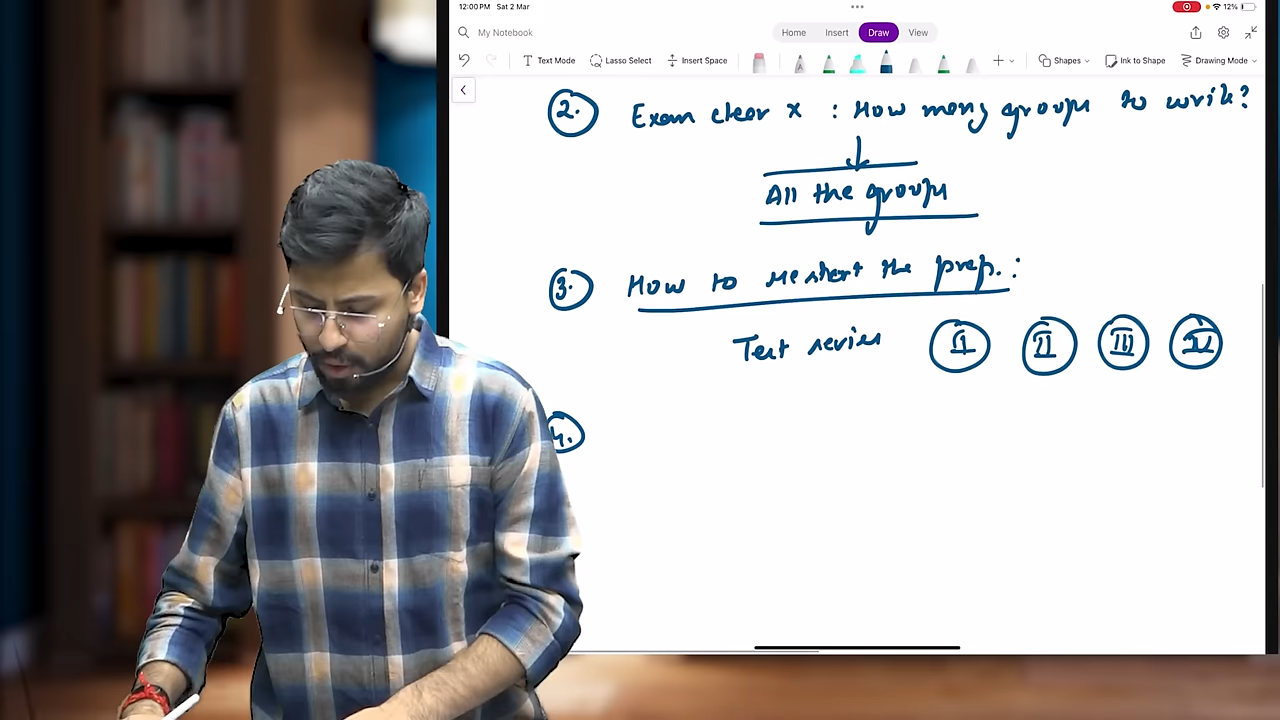 12:00 PM Sat 2 Mar
12%
My Notebook
Home Insert Draw View
Text Mode Lasso Select Insert Space Shapes Ink to Shape Drawing Mode
2. Exam clear x : How many groups to write?
All the groups
3. How to restart the prep. :
Test series I II III IV
4.